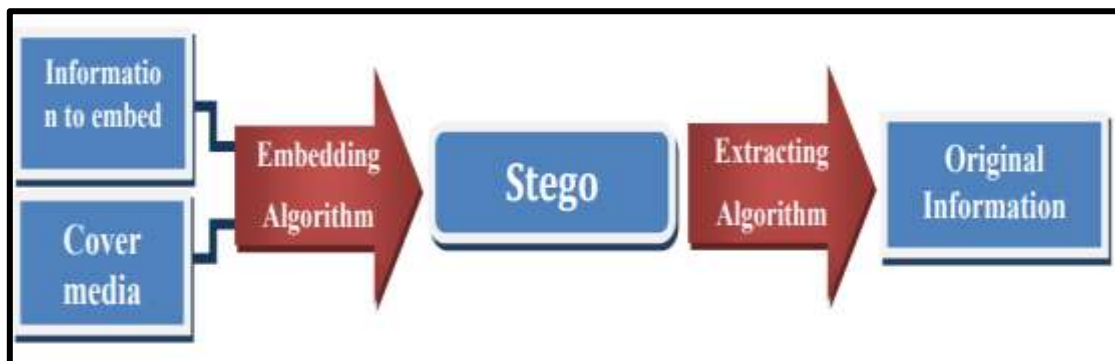 Informatio
n to embed
Cover
media
Embedding
Algorithm
Stego
Extracting
Algorithm
Original
Information